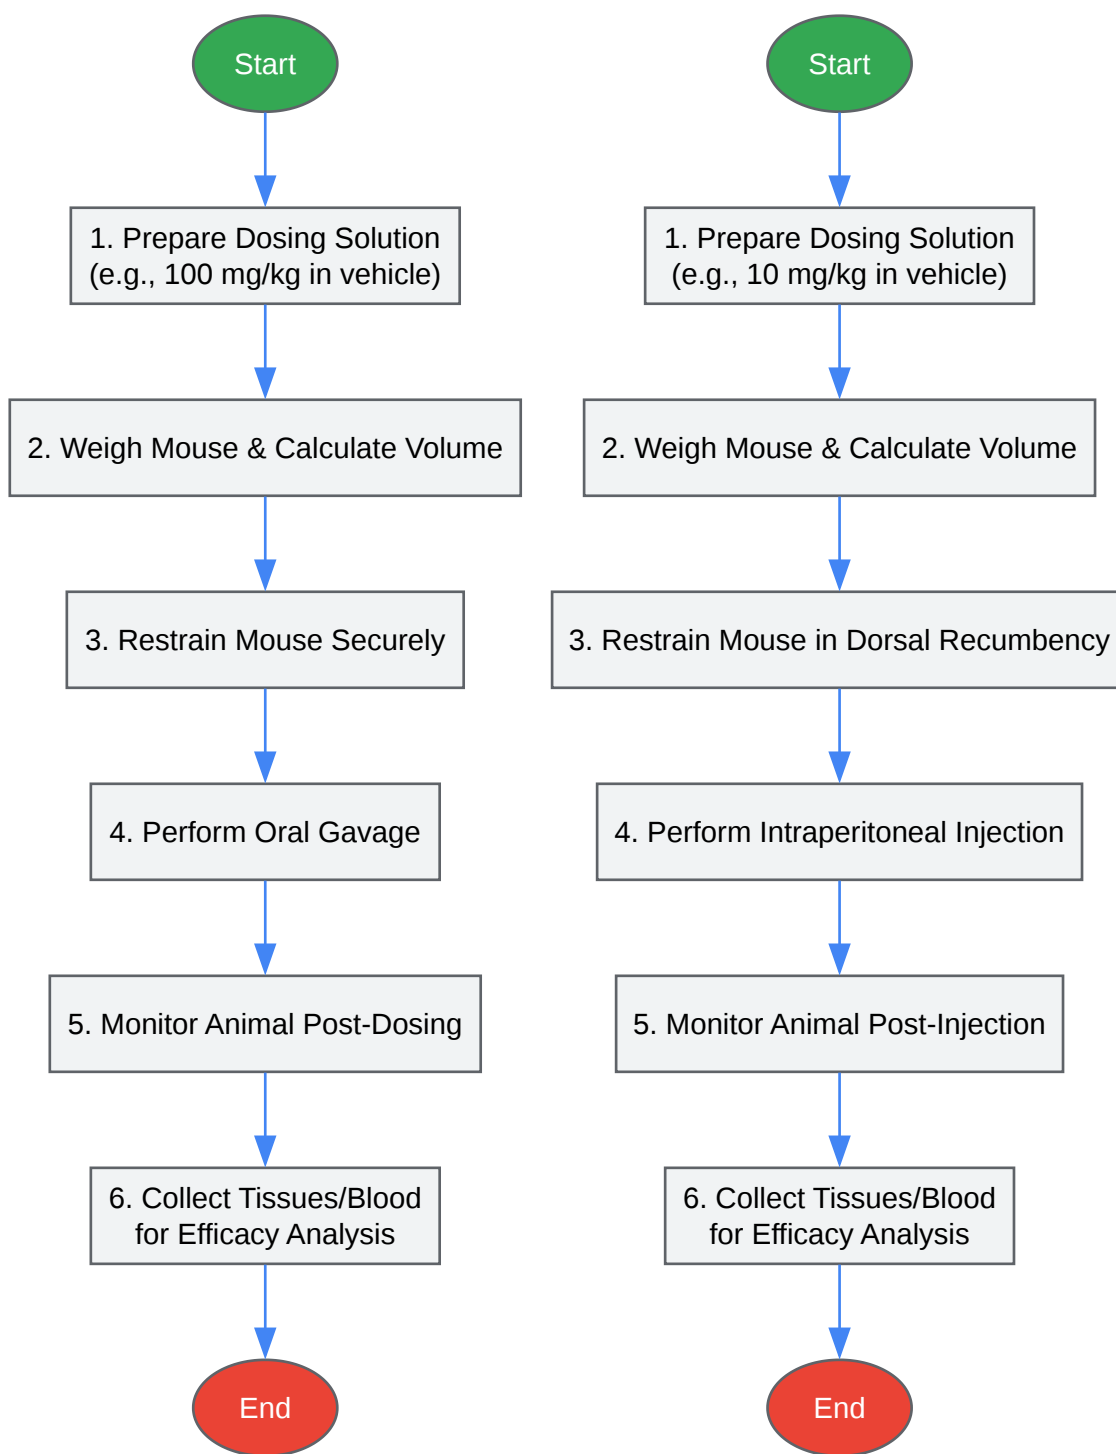 Start
1. Prepare Dosing Solution
(e.g., 100 mg/kg in vehicle)
2. Weigh Mouse & Calculate Volume
3. Restrain Mouse Securely
4. Perform Oral Gavage
5. Monitor Animal Post-Dosing
6. Collect Tissues/Blood
for Efficacy Analysis
End
Start
1. Prepare Dosing Solution
(e.g., 10 mg/kg in vehicle)
2. Weigh Mouse & Calculate Volume
3. Restrain Mouse in Dorsal Recumbency
4. Perform Intraperitoneal Injection
5. Monitor Animal Post-Injection
6. Collect Tissues/Blood
for Efficacy Analysis
End